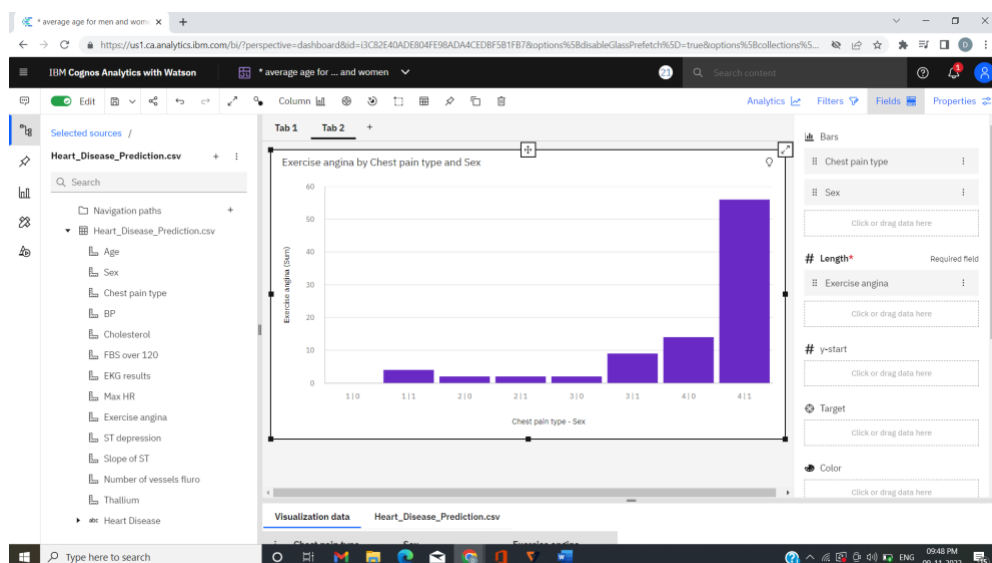 * average age for men and wom
https://us1.ca.analytics.ibm.com/bi/?perspective=dashboard&id=i3C82E40ADE804FE98ADA4CEDBF5B1FB7&options%5BdisableGlassPrefetch%5D=true&options%5Bcollections%5...
IBM Cognos Analytics with Watson
* average age for ... and women
21
Search content
Edit
Column
Analytics
Filters
Fields
Properties
Selected sources /
Heart_Disease_Prediction.csv
Search
Navigation paths
Heart_Disease_Prediction.csv
Age
Sex
Chest pain type
BP
Cholesterol
FBS over 120
EKG results
Max HR
Exercise angina
ST depression
Slope of ST
Number of vessels fluro
Thallium
abc Heart Disease
Tab 1 Tab 2 +
Exercise angina by Chest pain type and Sex
Exercise angina (Sum)
60
50
40
30
20
10
0
1|0 1|1 2|0 2|1 3|0 3|1 4|0 4|1
Chest pain type - Sex
Visualization data Heart_Disease_Prediction.csv
Chest pain type Sex Exercise angina
Bars
Chest pain type
Sex
Click or drag data here
# Length* Required field
Exercise angina
Click or drag data here
# y-start
Click or drag data here
Target
Click or drag data here
Color
Click or drag data here
Type here to search
ENG
09:48 PM
09-11-2022